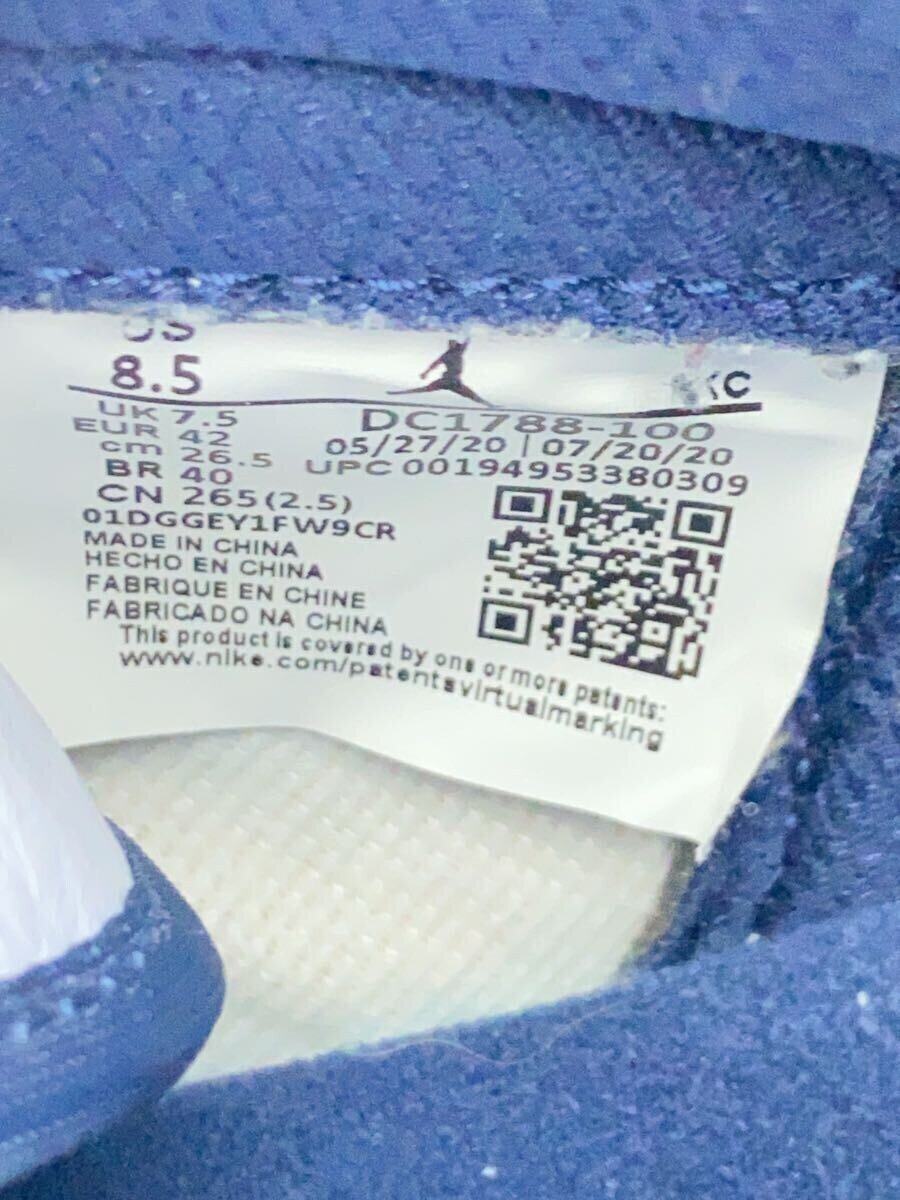 US
8.5
UK 7.5
EUR 42
cm 26.5
BR 40
CN 265(2.5)
01DGGEY1FW9CR
MADE IN CHINA
HECHO EN CHINA
FABRIQUE EN CHINE
FABRICADO NA CHINA
DC1788-100
05/27/20 | 07/20/20
UPC 00194953380309
This product is covered by one or more patents:
www.nike.com/patentsvirtualmarking